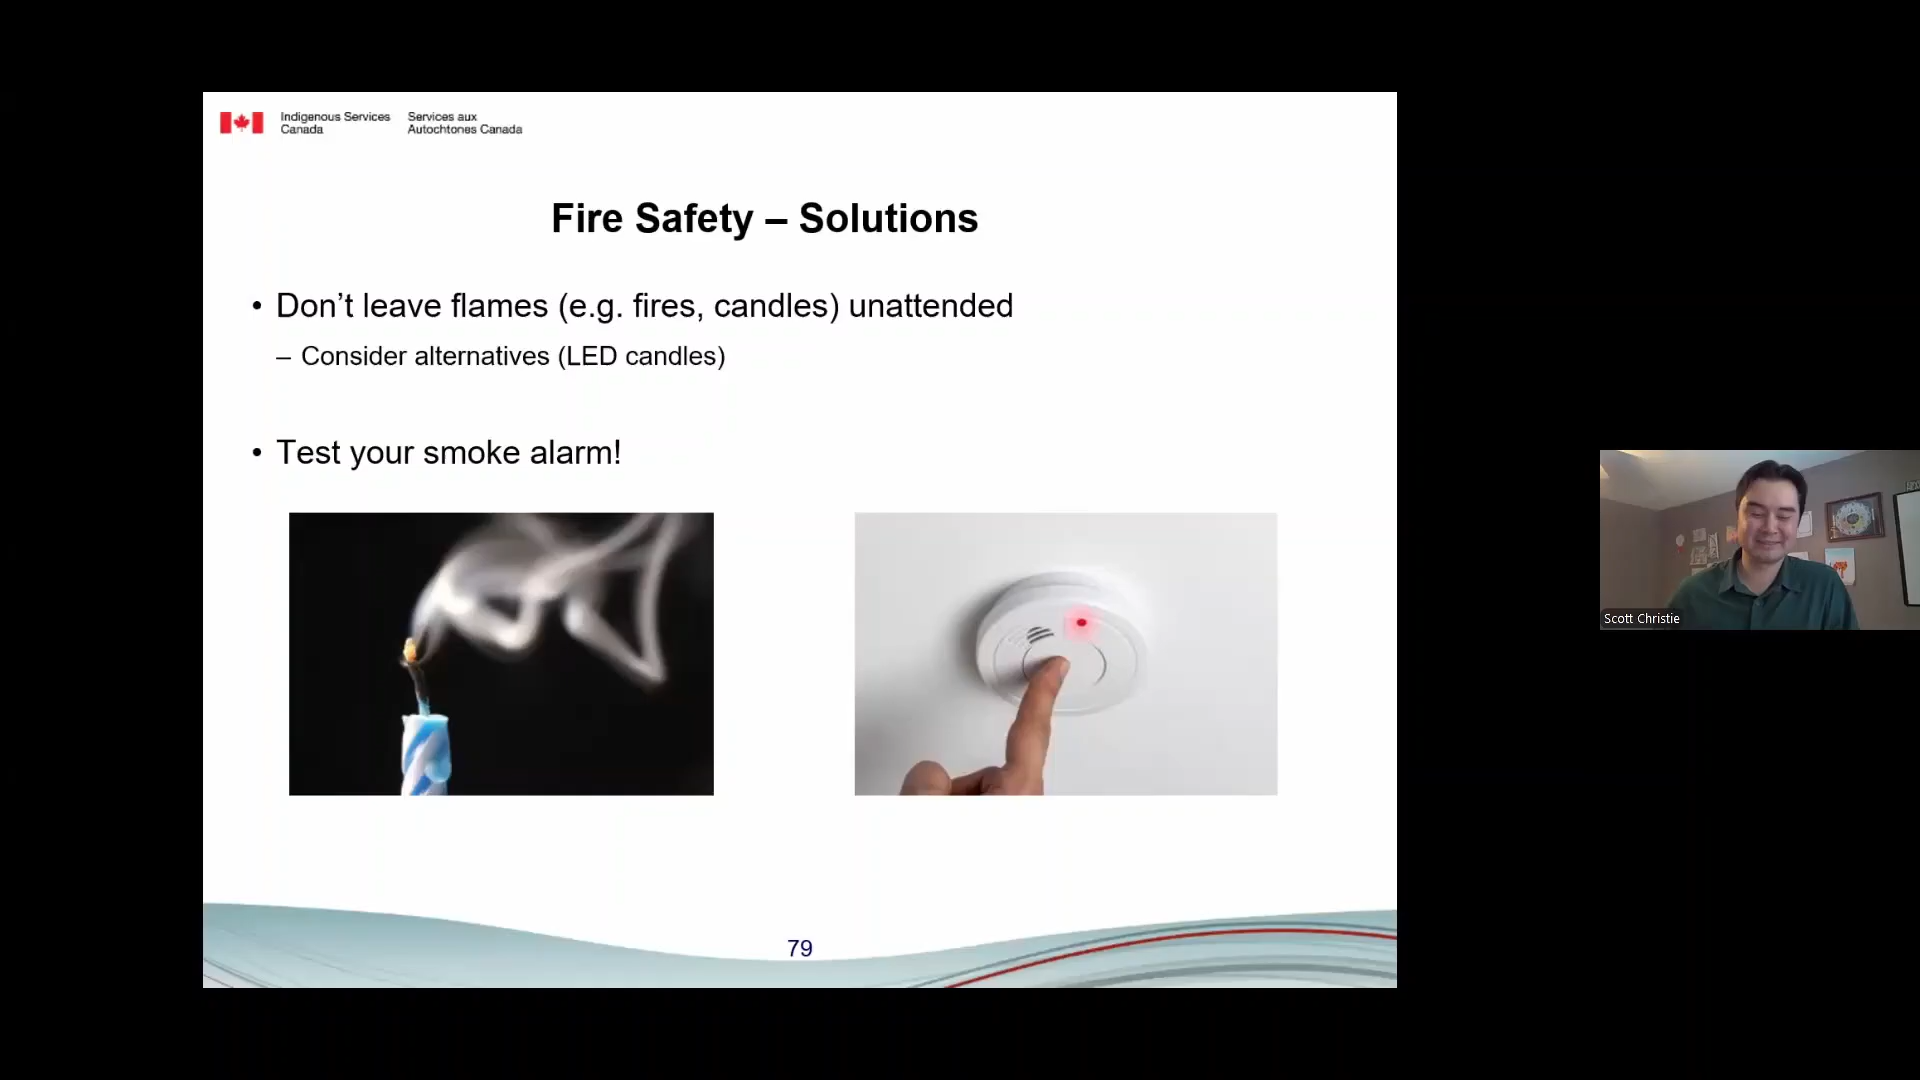 Indigenous Services Services aux
Canada Autochtones Canada
Fire Safety – Solutions
• Don’t leave flames (e.g. fires, candles) unattended
– Consider alternatives (LED candles)
• Test your smoke alarm!
79
Scott Christie